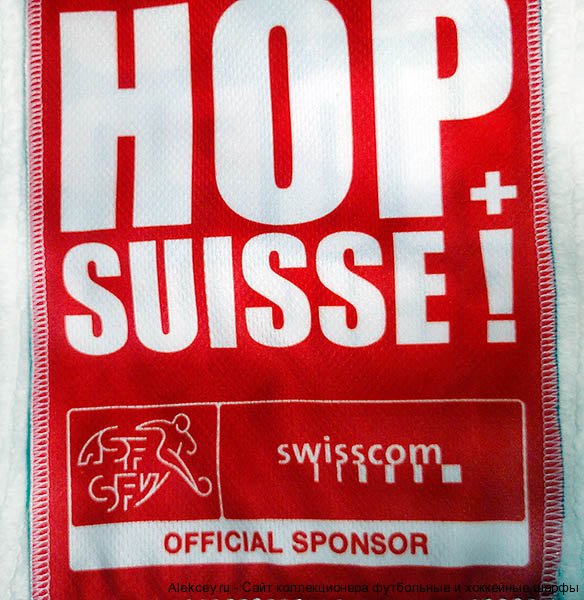 HOP+
SUISSE!
ASF
SFV
swisscom
OFFICIAL SPONSOR
Alekcey.ru - Сайт коллекционера футбольные и хоккейные шарфы